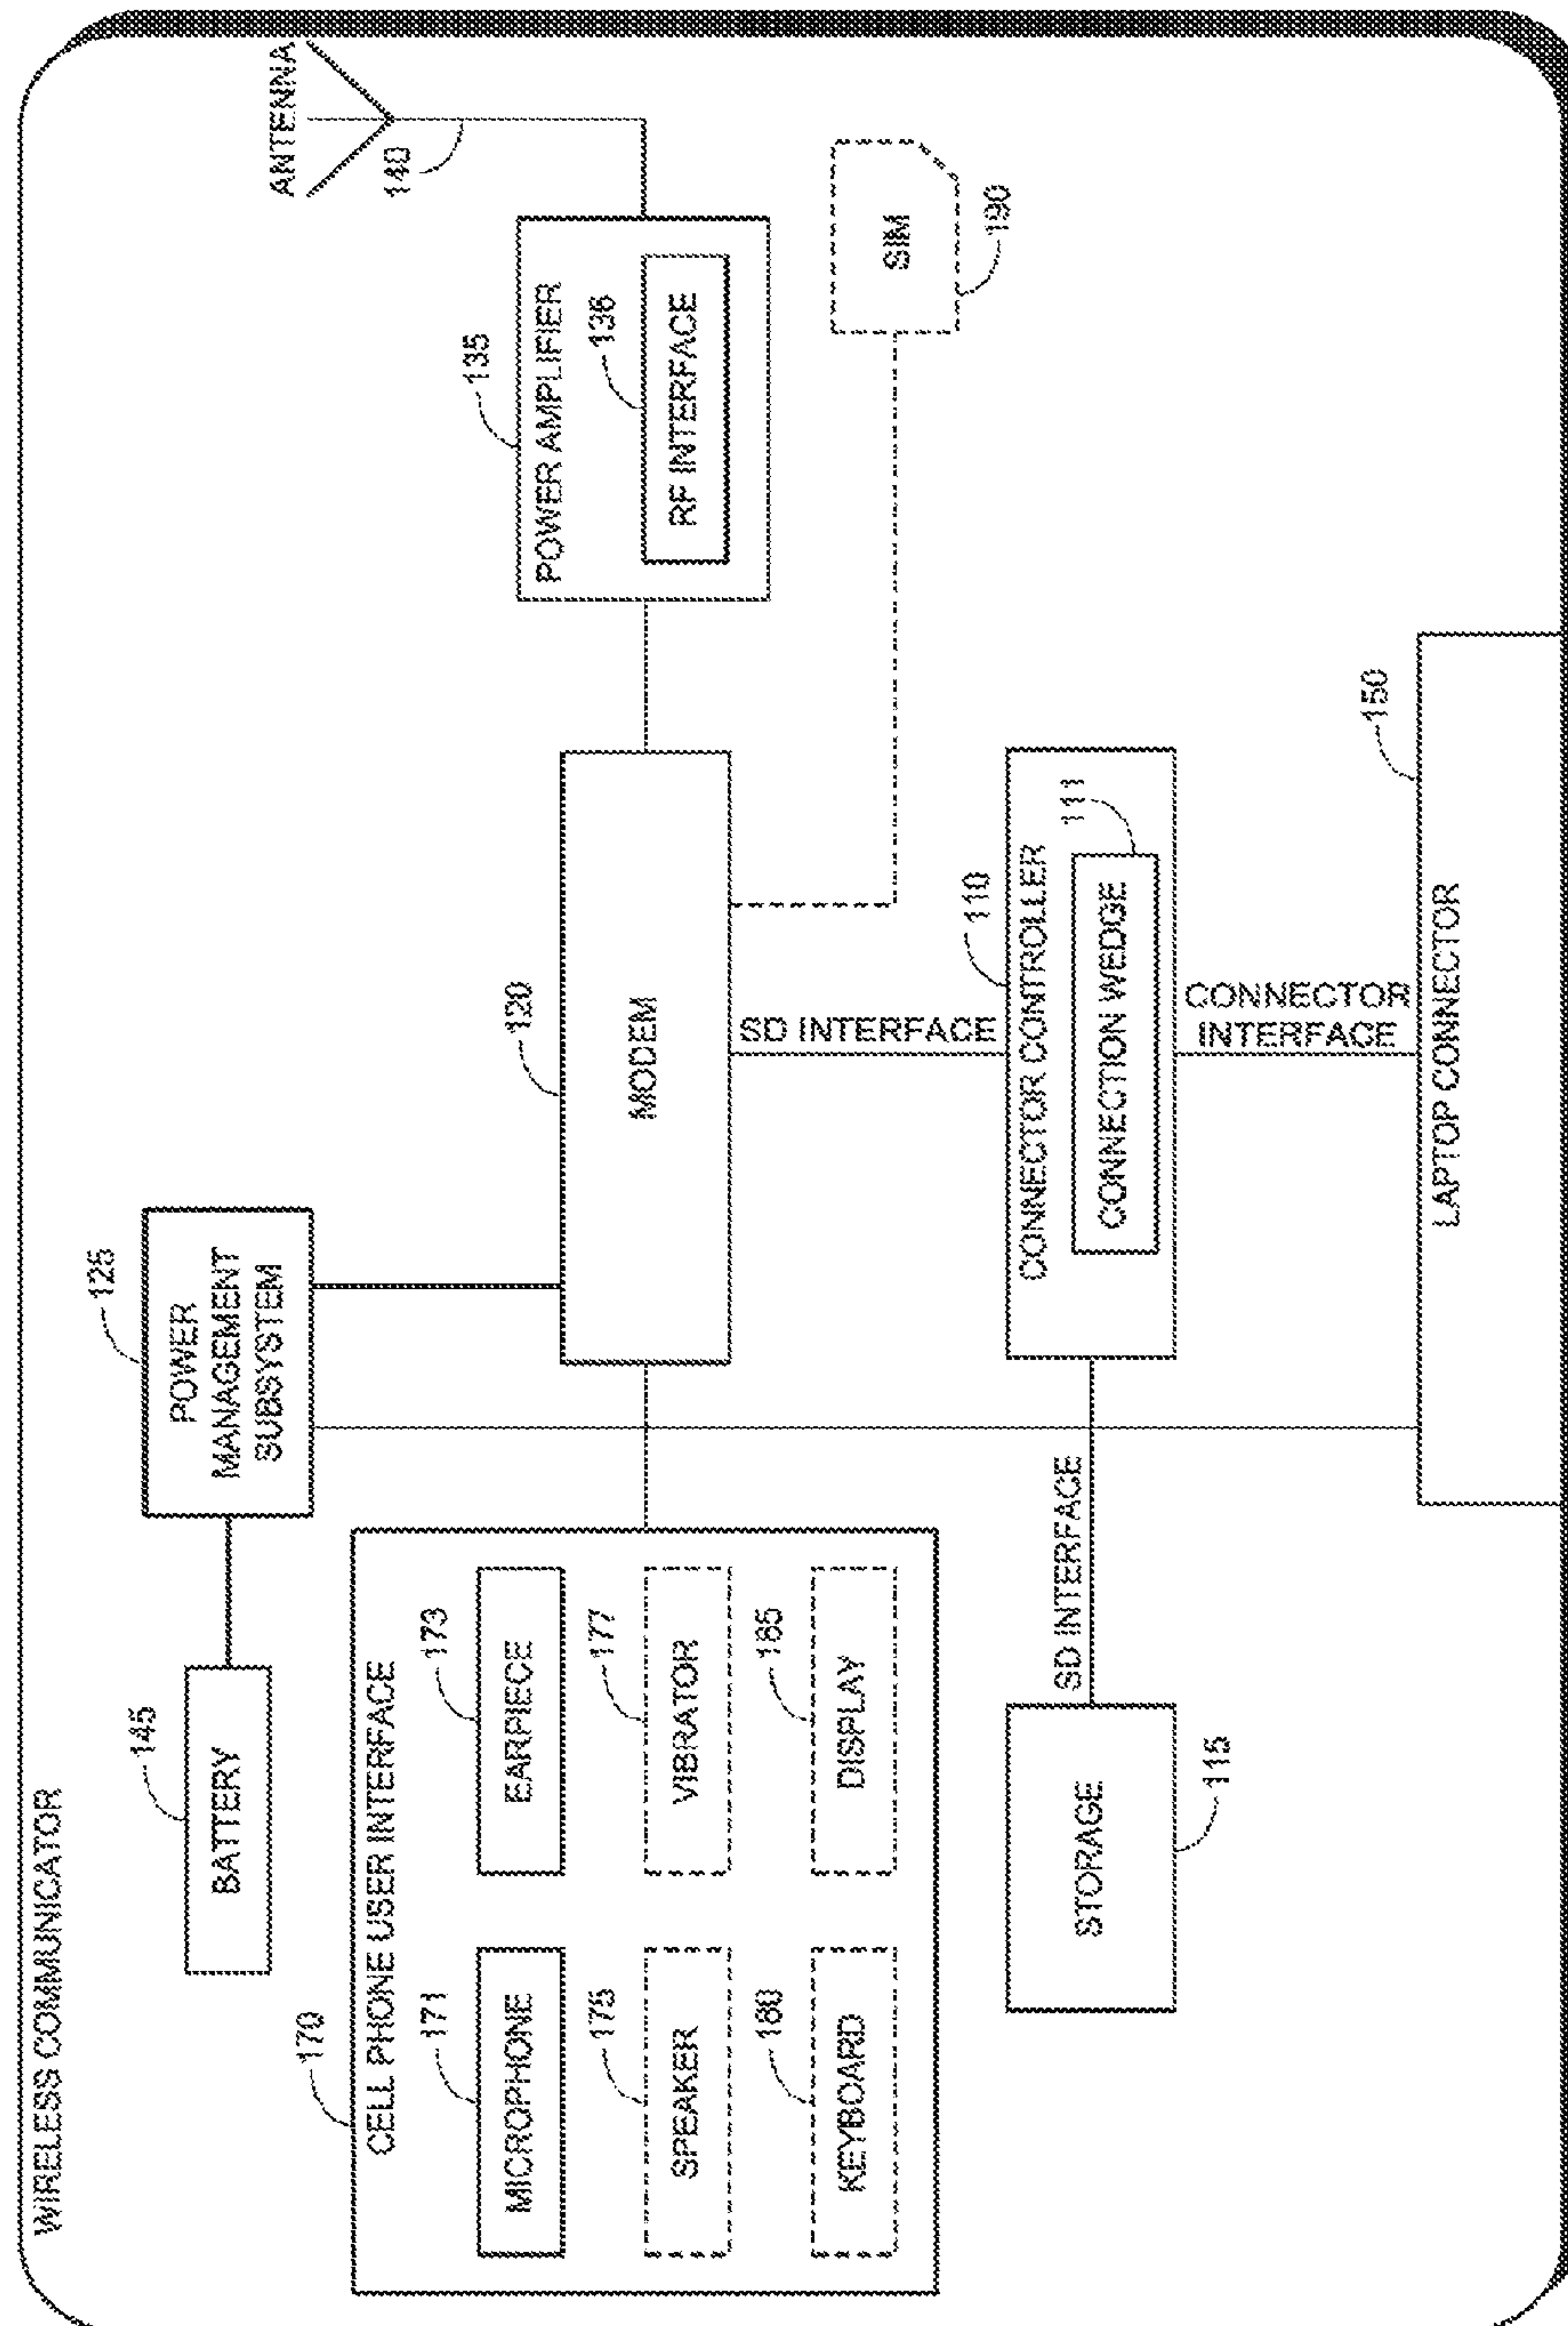 WIRELESS COMMUNICATOR
145
BATTERY
125
POWER
MANAGEMENT
SUBSYSTEM
ANTENNA
140
170
CELL PHONE USER INTERFACE
171
MICROPHONE
173
EARPIECE
175
SPEAKER
177
VIBRATOR
180
KEYBOARD
185
DISPLAY
120
MODEM
135
POWER AMPLIFIER
136
RF INTERFACE
SIM
190
SD INTERFACE
110
CONNECTOR CONTROLLER
111
CONNECTION WEDGE
SD INTERFACE
STORAGE
115
CONNECTOR
INTERFACE
150
LAPTOP CONNECTOR